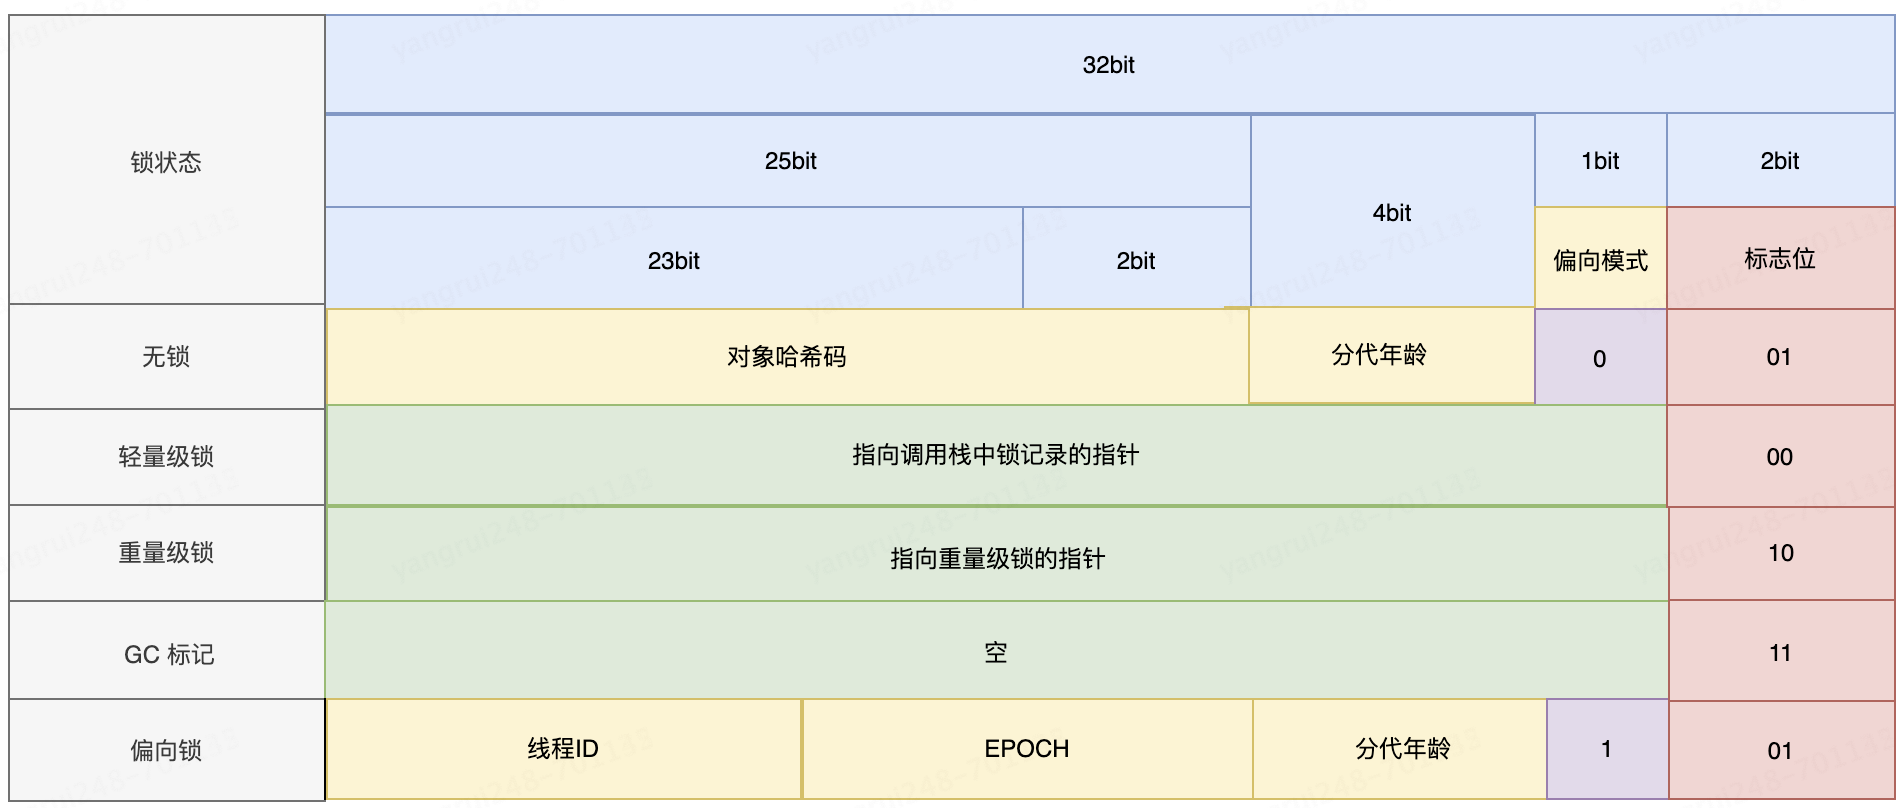 锁状态
32bit
25bit
4bit
1bit
2bit
23bit
2bit
偏向模式
标志位
无锁
对象哈希码
分代年龄
0
01
轻量级锁
指向调用栈中锁记录的指针
00
重量级锁
指向重量级锁的指针
10
GC 标记
空
11
偏向锁
线程ID
EPOCH
分代年龄
1
01